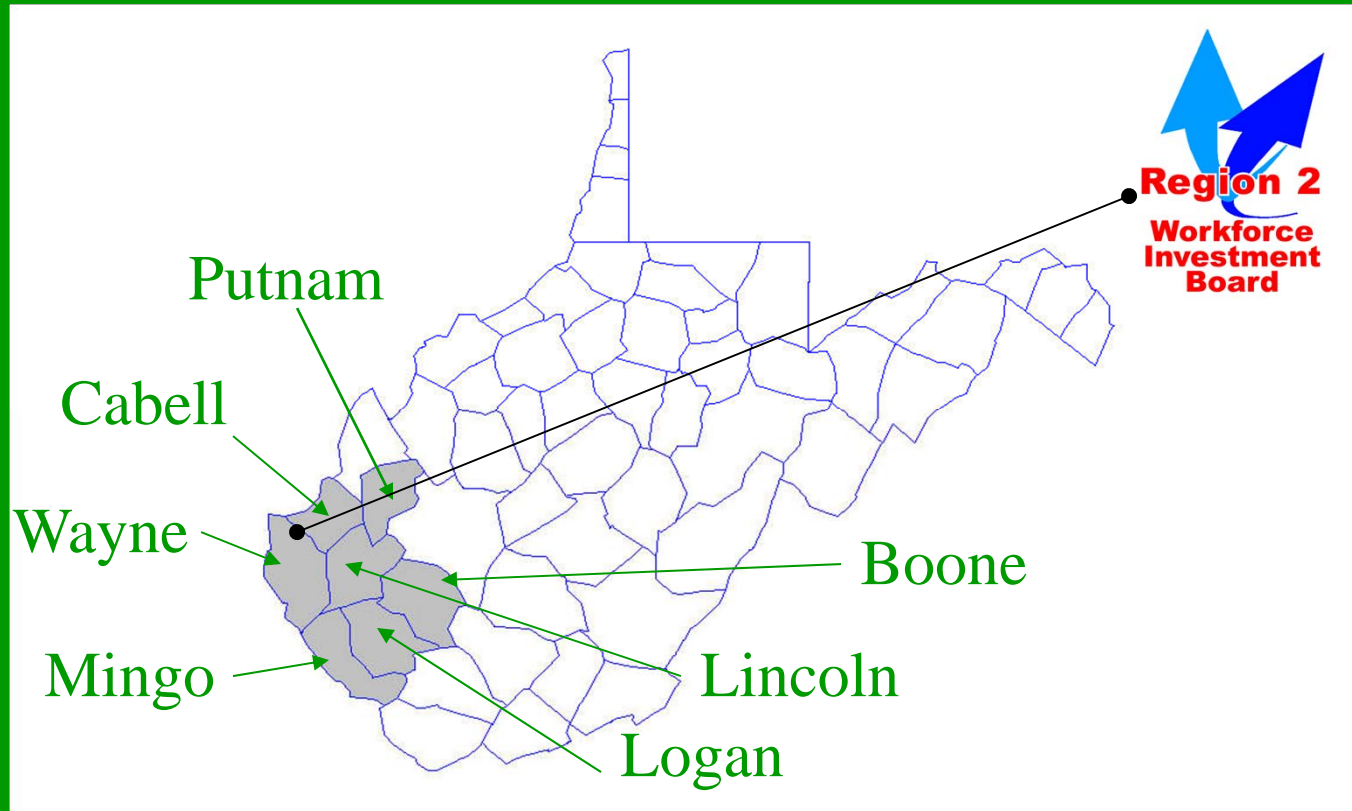 Region 2
Workforce
Investment
Board
Putnam
Cabell
Wayne
Boone
Mingo
Lincoln
Logan